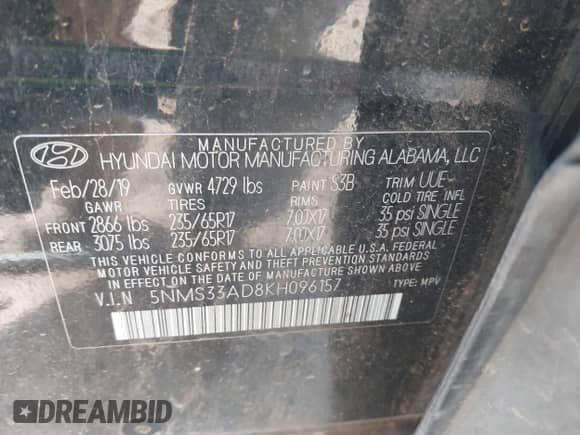 MANUFACTURED BY
HYUNDAI MOTOR MANUFACTURING ALABAMA, LLC
Feb/28/19 GVWR 4729 lbs PAINT S3B TRIM UUE
GAWR TIRES RIMS COLD TIRE INFL
FRONT 2866 lbs 235/65R17 7.0JX17 35 psi SINGLE
REAR 3075 lbs 235/65R17 7.0JX17 35 psi SINGLE
THIS VEHICLE CONFORMS TO ALL APPLICABLE U.S.A. FEDERAL
MOTOR VEHICLE SAFETY AND THEFT PREVENTION STANDARDS
IN EFFECT ON THE DATE OF MANUFACTURE SHOWN ABOVE.
V.I.N 5NMS33AD8KH096157 TYPE: MPV
DREAMBID